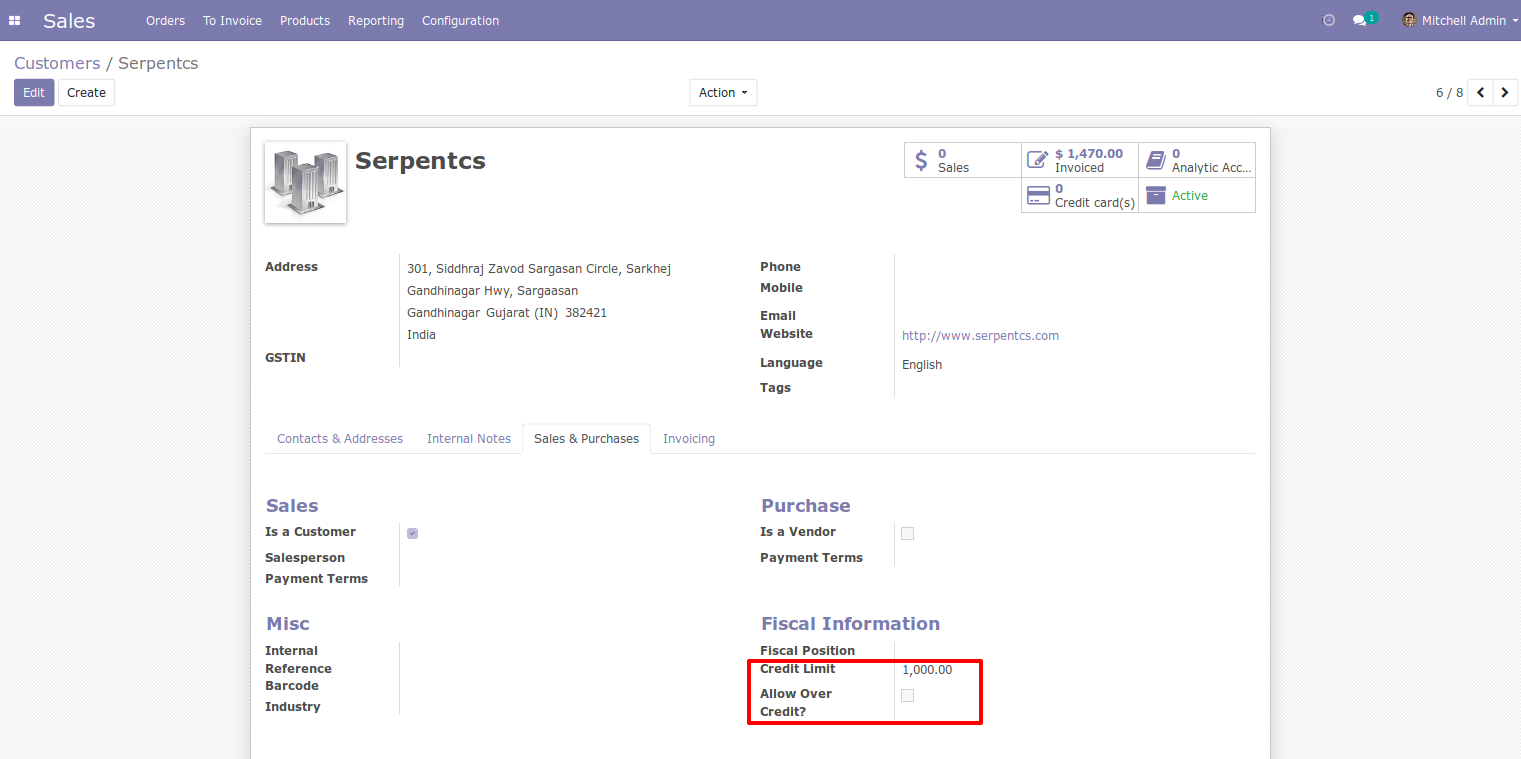 Sales Orders To Invoice Products Reporting Configuration 1 Mitchell Admin
Customers / Serpentcs
Edit Create Action 6 / 8
Serpentcs
0
Sales
$ 1,470.00
Invoiced
0
Analytic Acc...
0
Credit card(s)
Active
Address
301, Siddhraj Zavod Sargasan Circle, Sarkhej
Gandhinagar Hwy, Sargaasan
Gandhinagar Gujarat (IN) 382421
India
GSTIN
Phone
Mobile
Email
Website http://www.serpentcs.com
Language English
Tags
Contacts & Addresses Internal Notes Sales & Purchases Invoicing
Sales
Is a Customer
Salesperson
Payment Terms
Purchase
Is a Vendor
Payment Terms
Misc
Internal
Reference
Barcode
Industry
Fiscal Information
Fiscal Position
Credit Limit 1,000.00
Allow Over
Credit?